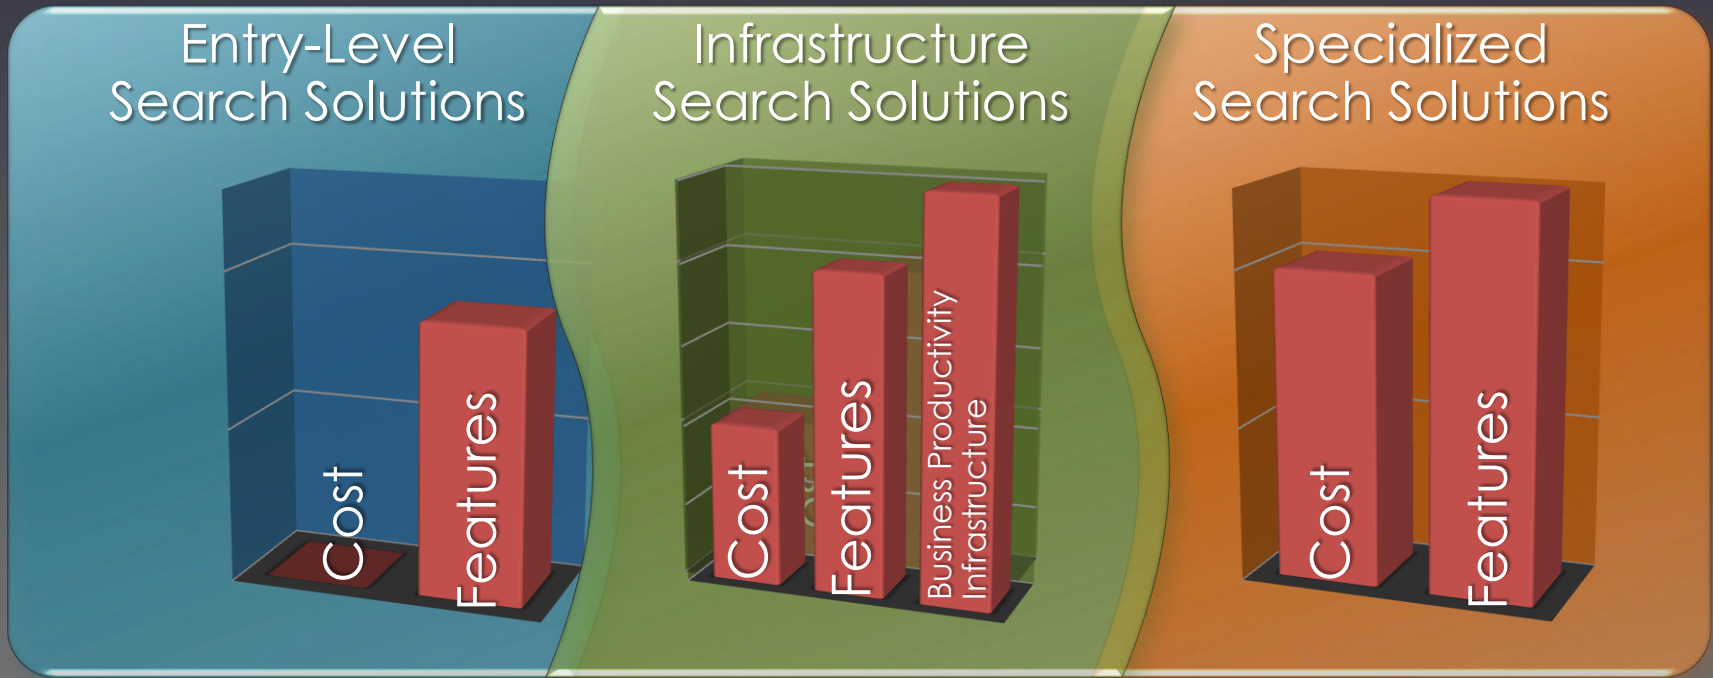 Entry-Level
Search Solutions
Cost
Features
Infrastructure
Search Solutions
Cost
Features
Business Productivity
Infrastructure
Specialized
Search Solutions
Cost
Features